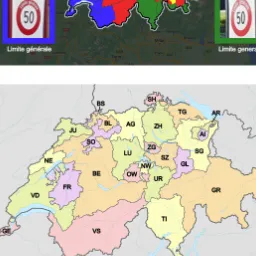 50
50
Limite générale
Limite genera
BS
SH
TG
AR
JU
BL
AG
ZH
AI
SO
SG
NE
LU
ZG
SZ
GL
BE
NW
OW
UR
VD
FR
GR
TI
VS
GE